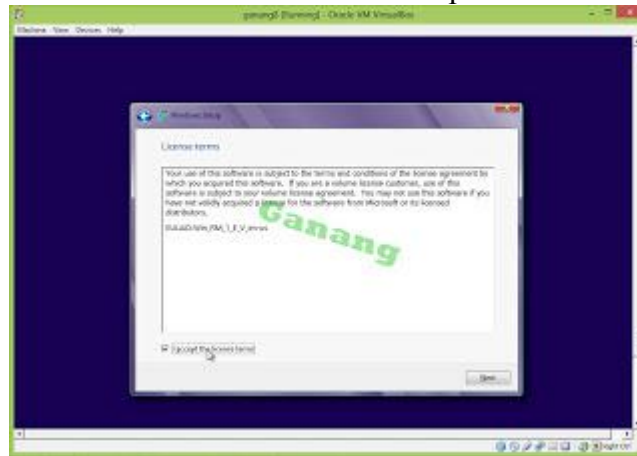 ganang8 [Running] - Oracle VM VirtualBox
Machine View Devices Help
Windows Setup
License terms
Your use of this software is subject to the terms and conditions of the license agreement by
which you acquired this software. If you are a volume license customer, use of this
software is subject to your volume license agreement. You may not use this software if you
have not validly acquired a license for the software from Microsoft or its licensed
distributors.
Ganang
I accept the license terms
Next
Right Ctrl